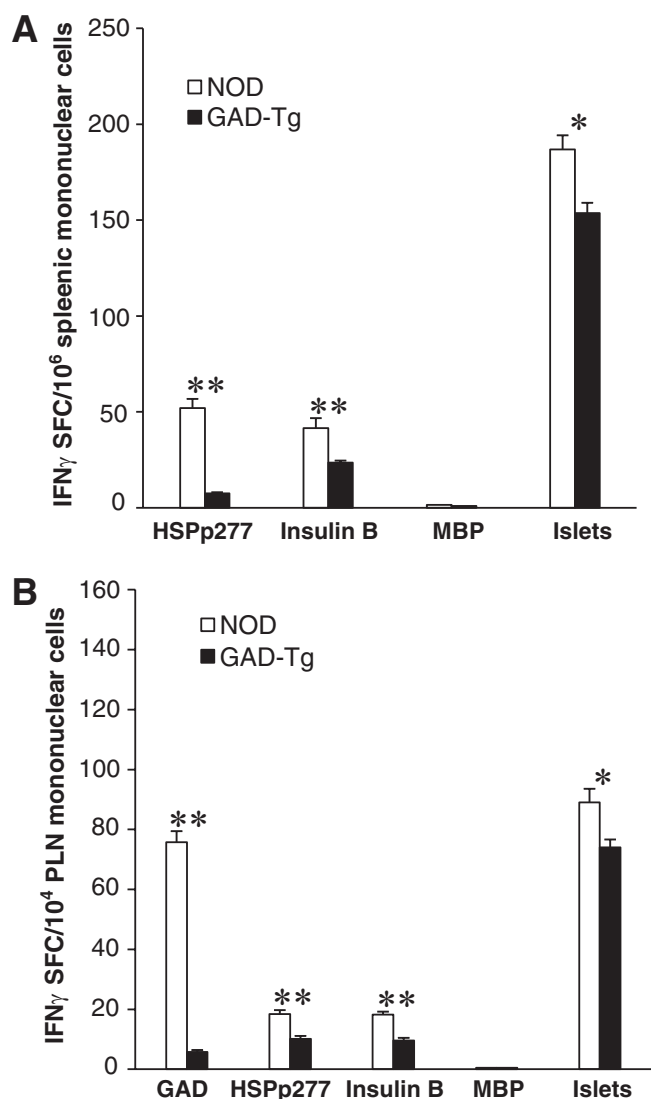 A
IFNγ SFC/10⁶ spleenic mononuclear cells
250
200
150
100
50
0
NOD
GAD-Tg
**
**
*
HSPp277 Insulin B MBP Islets
B
IFNγ SFC/10⁴ PLN mononuclear cells
160
140
120
100
80
60
40
20
0
NOD
GAD-Tg
**
**
**
*
GAD HSPp277 Insulin B MBP Islets